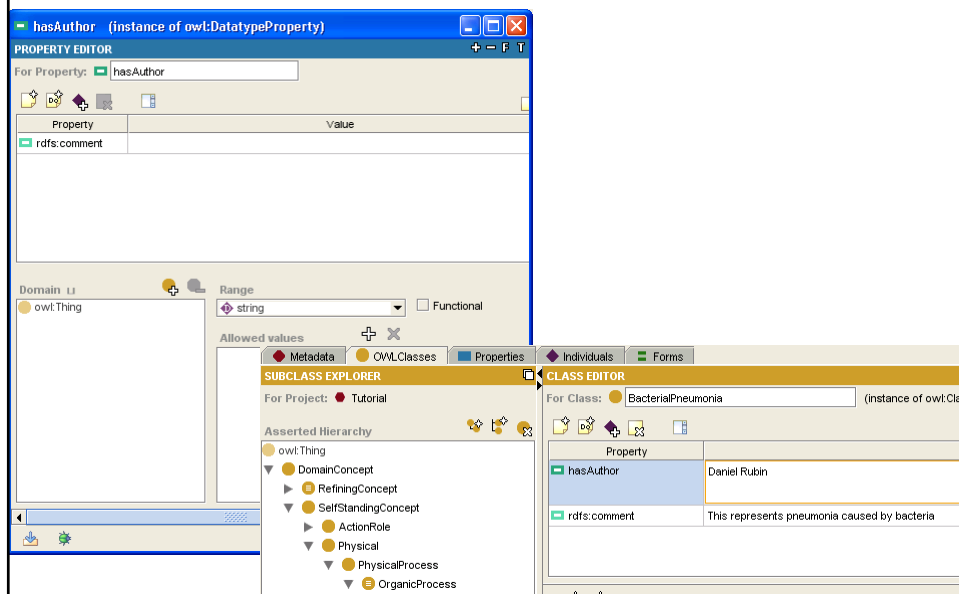 hasAuthor (instance of owl:DatatypeProperty)
PROPERTY EDITOR
F T
For Property: hasAuthor
Property Value
rdfs:comment
Domain ⊔ Range
owl:Thing
string
Functional
Allowed values
Metadata OWLClasses Properties Individuals Forms
SUBCLASS EXPLORER
For Project: Tutorial
Asserted Hierarchy
owl:Thing
DomainConcept
RefiningConcept
SelfStandingConcept
ActionRole
Physical
PhysicalProcess
OrganicProcess
CLASS EDITOR
For Class: BacterialPneumonia (instance of owl:Cla
Property
hasAuthor Daniel Rubin
rdfs:comment This represents pneumonia caused by bacteria